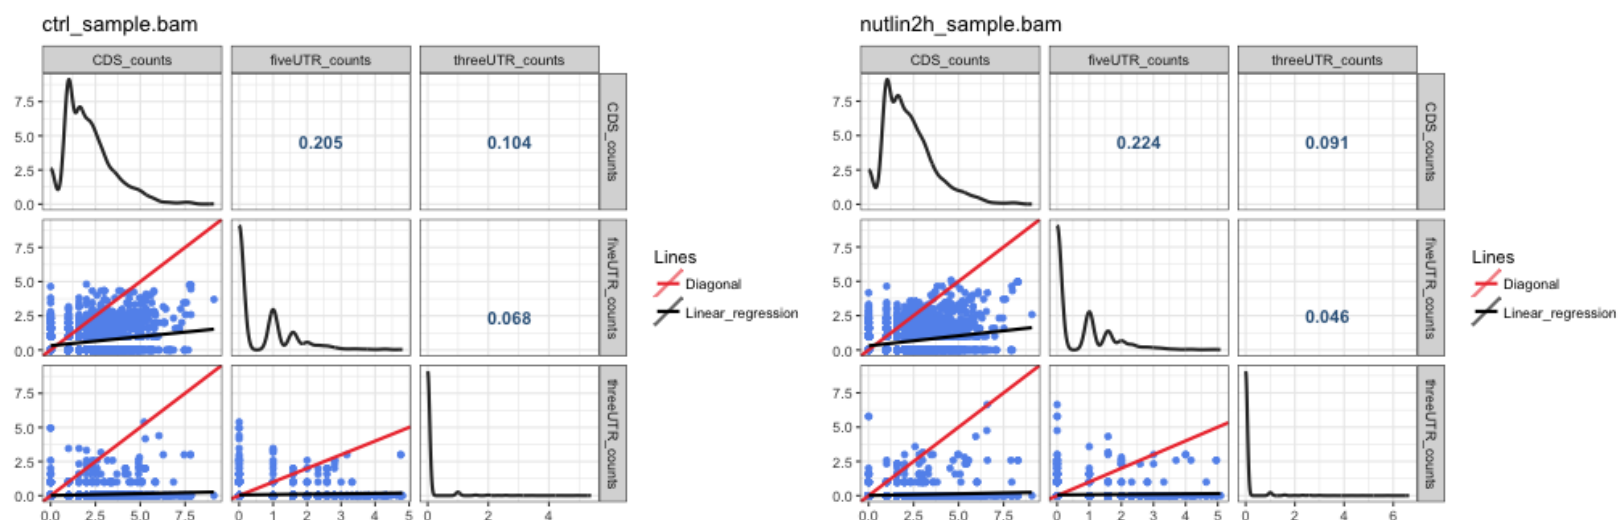 ctrl_sample.bam
CDS_counts fiveUTR_counts threeUTR_counts
7.5
5.0 0.205 0.104
2.5
0.0
CDS_counts
7.5
5.0
2.5 0.068
0.0
fiveUTR_counts
7.5
5.0
2.5
0.0
threeUTR_counts
0.0 2.5 5.0 7.5 0 1 2 3 4 5 0 2 4
Lines
Diagonal
Linear_regression
nutlin2h_sample.bam
CDS_counts fiveUTR_counts threeUTR_counts
7.5
5.0 0.224 0.091
2.5
0.0
CDS_counts
7.5
5.0
2.5 0.046
0.0
fiveUTR_counts
7.5
5.0
2.5
0.0
threeUTR_counts
0.0 2.5 5.0 7.5 0 1 2 3 4 5 0 2 4 6
Lines
Diagonal
Linear_regression